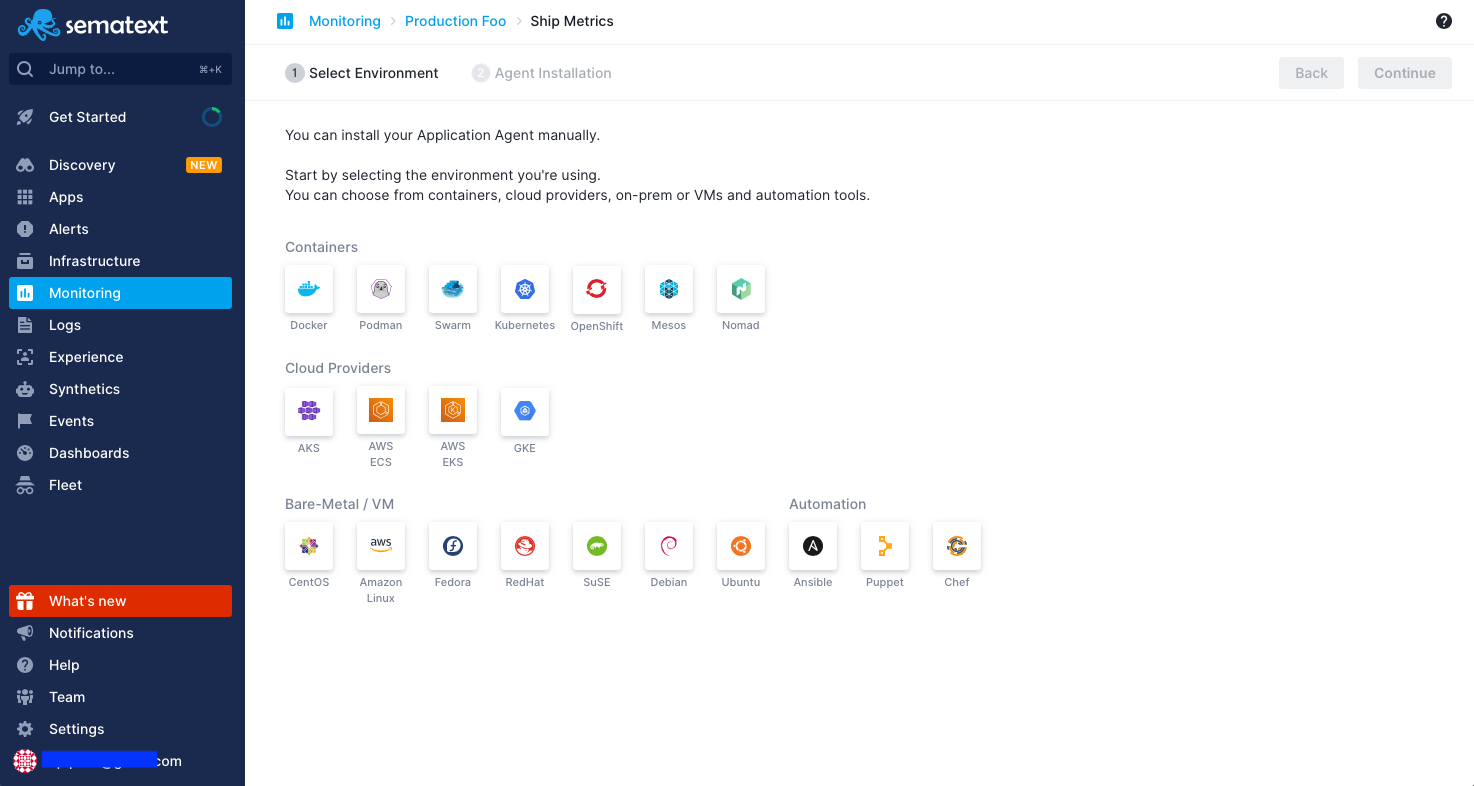 sematext
Jump to... ⌘+K
Get Started
Discovery NEW
Apps
Alerts
Infrastructure
Monitoring
Logs
Experience
Synthetics
Events
Dashboards
Fleet
What's new
Notifications
Help
Team
Settings
.com
Monitoring > Production Foo > Ship Metrics
1 Select Environment 2 Agent Installation Back Continue
You can install your Application Agent manually.
Start by selecting the environment you're using.
You can choose from containers, cloud providers, on-prem or VMs and automation tools.
Containers
Docker Podman Swarm Kubernetes OpenShift Mesos Nomad
Cloud Providers
AKS AWS ECS AWS EKS GKE
Bare-Metal / VM Automation
aws
CentOS Amazon Linux Fedora RedHat SuSE Debian Ubuntu Ansible Puppet Chef